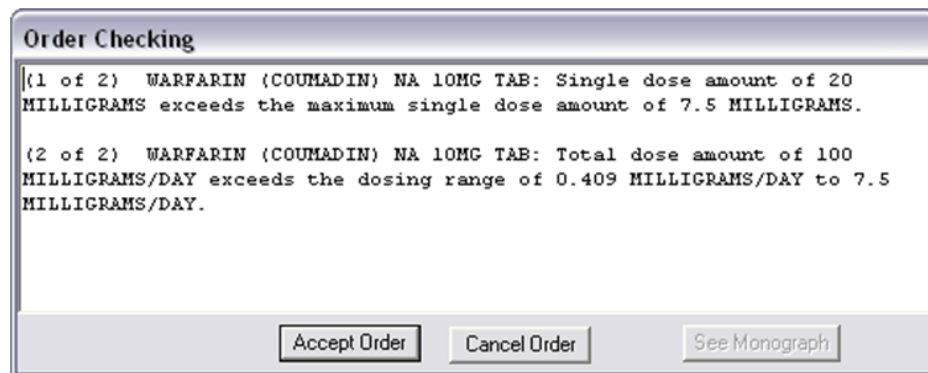 Order Checking
(1 of 2)  WARFARIN (COUMADIN) NA 10MG TAB: Single dose amount of 20
MILLIGRAMS exceeds the maximum single dose amount of 7.5 MILLIGRAMS.
(2 of 2)  WARFARIN (COUMADIN) NA 10MG TAB: Total dose amount of 100
MILLIGRAMS/DAY exceeds the dosing range of 0.409 MILLIGRAMS/DAY to 7.5
MILLIGRAMS/DAY.
Accept Order Cancel Order See Monograph